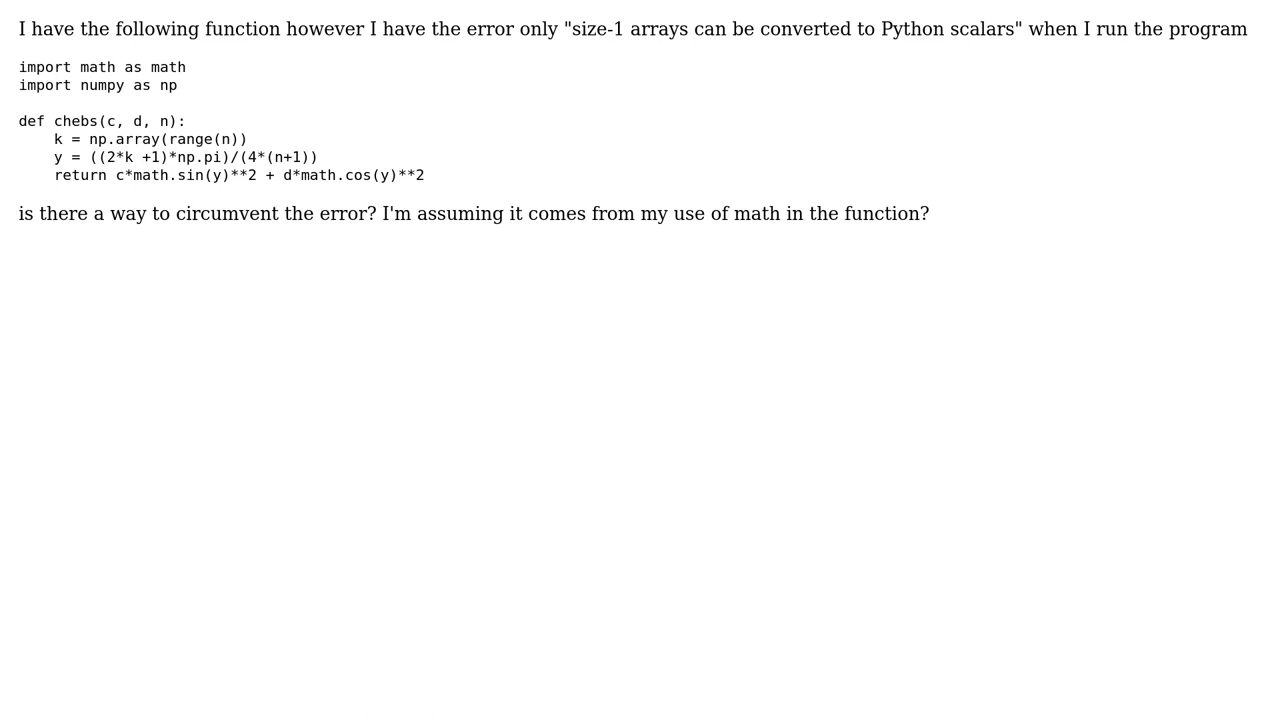 I have the following function however I have the error only "size-1 arrays can be converted to Python scalars" when I run the program
import math as math
import numpy as np
def chebs(c, d, n):
    k = np.array(range(n))
    y = ((2*k +1)*np.pi)/(4*(n+1))
    return c*math.sin(y)**2 + d*math.cos(y)**2
is there a way to circumvent the error? I'm assuming it comes from my use of math in the function?